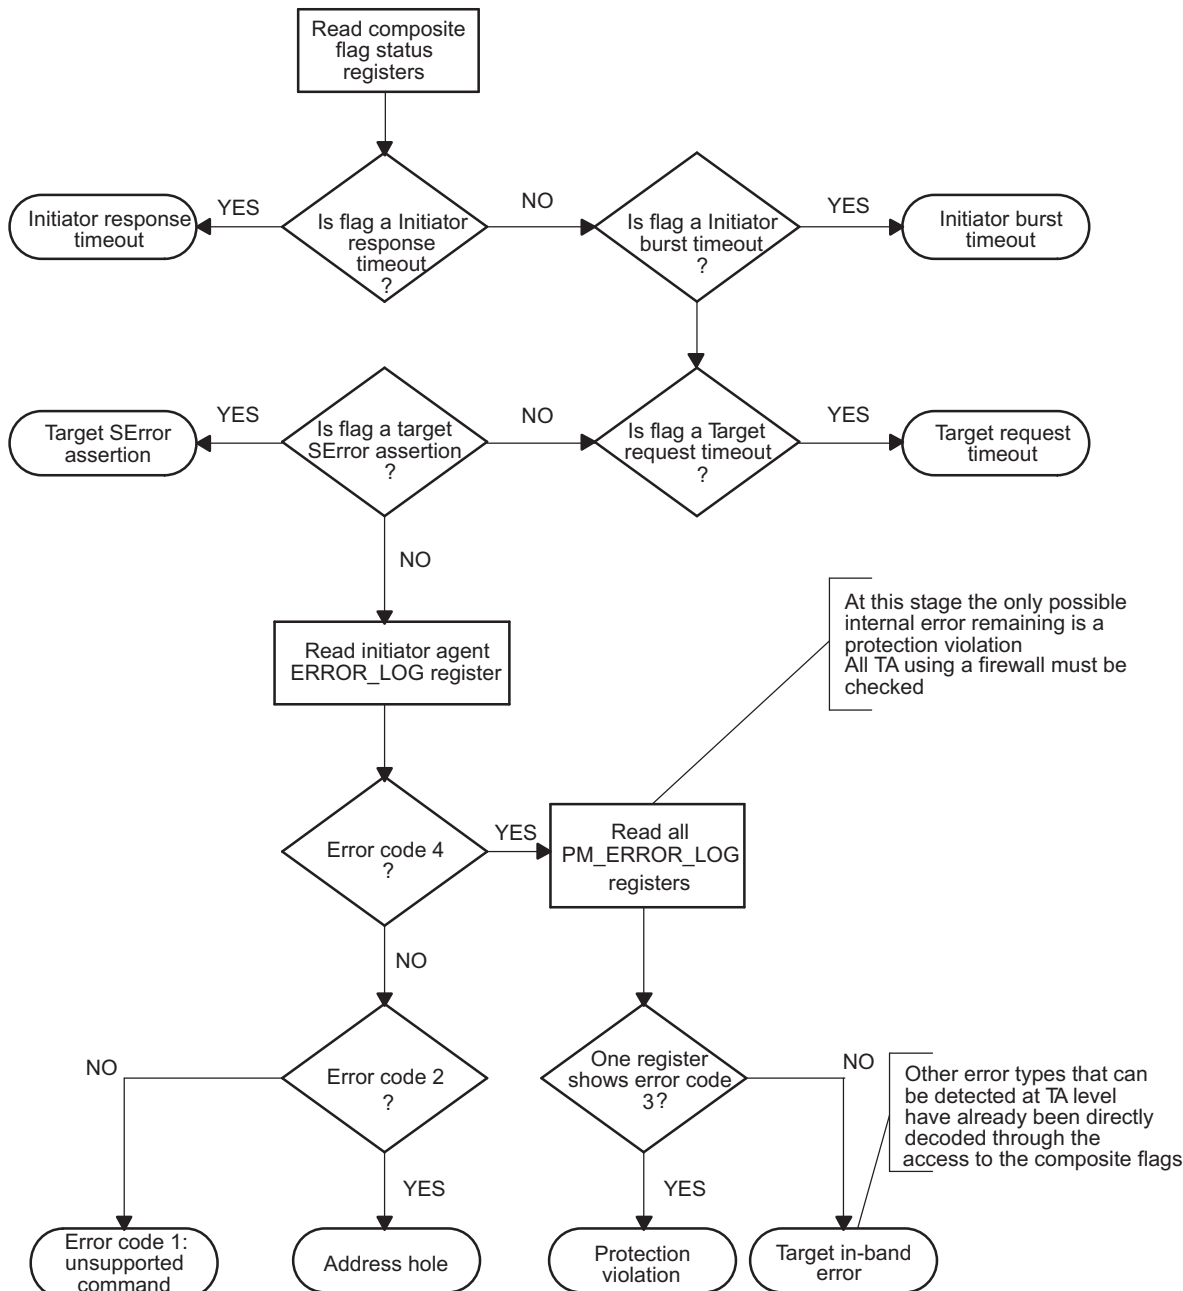 Read composite
flag status
registers
Initiator response
timeout
YES
Is flag a Initiator
response
timeout
?
NO
Is flag a Initiator
burst timeout
?
YES
Initiator burst
timeout
Target SError
assertion
YES
Is flag a target
SError assertion
?
NO
Is flag a Target
request timeout
?
YES
Target request
timeout
NO
Read initiator agent
ERROR_LOG register
At this stage the only possible
internal error remaining is a
protection violation
All TA using a firewall must be
checked
Error code 4
?
YES
Read all
PM_ERROR_LOG
registers
NO
NO
Error code 2
?
One register
shows error code
3?
NO
Other error types that can
be detected at TA level
have already been directly
decoded through the
access to the composite flags
YES
YES
Error code 1:
unsupported
command
Address hole
Protection
violation
Target in-band
error